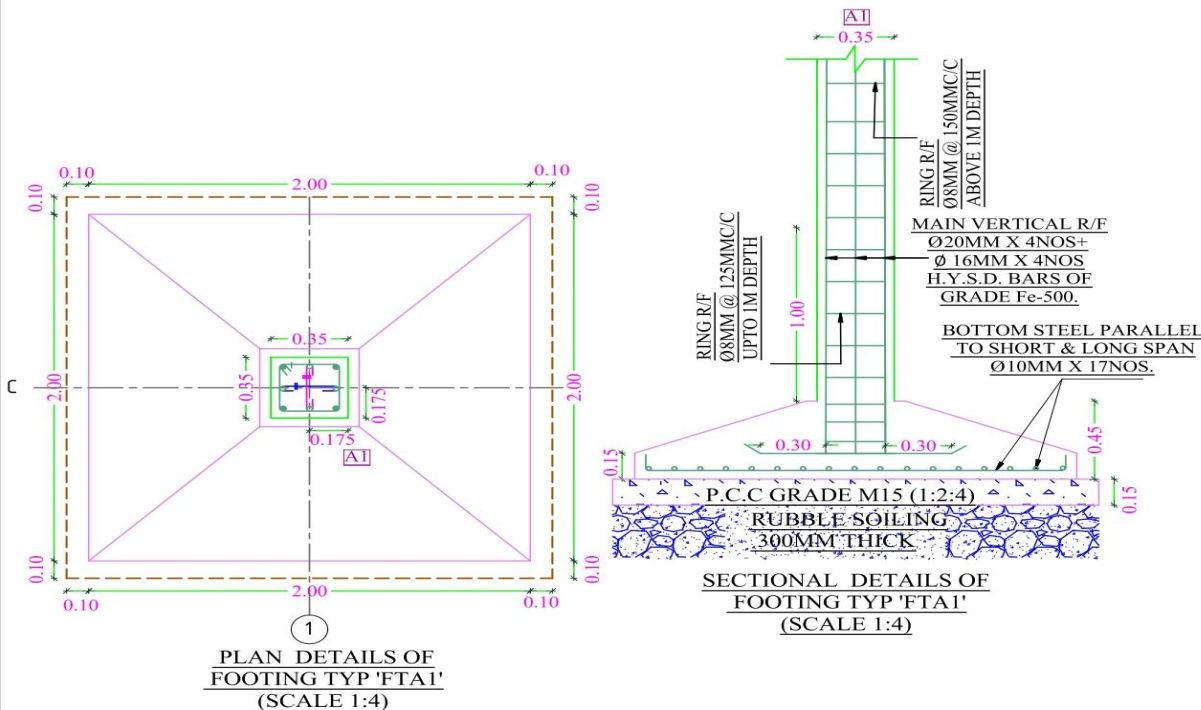 0.10
2.00
0.10
0.10
0.10
0.35
0.35
0.175
0.175
A1
C
2.00
2.00
0.10
0.10
2.00
0.10
0.10
1
PLAN DETAILS OF
FOOTING TYP 'FTA1'
(SCALE 1:4)
A1
0.35
RING R/F
Ø8MM @ 150MMC/C
ABOVE 1M DEPTH
MAIN VERTICAL R/F
Ø20MM X 4NOS+
Ø 16MM X 4NOS
H.Y.S.D. BARS OF
GRADE Fe-500.
RING R/F
Ø8MM @ 125MMC/C
UPTO 1M DEPTH
1.00
BOTTOM STEEL PARALLEL
TO SHORT & LONG SPAN
Ø10MM X 17NOS.
0.30
0.30
0.15
0.45
0.15
P.C.C GRADE M15 (1:2:4)
RUBBLE SOILING
300MM THICK
SECTIONAL DETAILS OF
FOOTING TYP 'FTA1'
(SCALE 1:4)